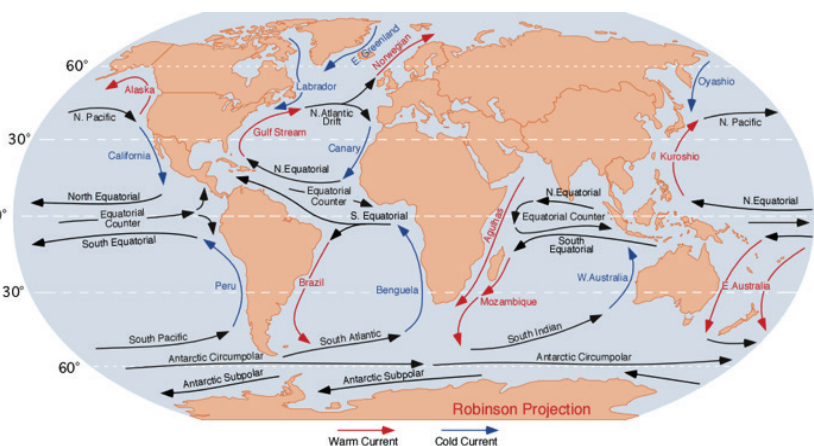 E. Greenland
Norwegian
60°
Alaska
Labrador
Oyashio
N. Pacific
N. Atlantic
Drift
N. Pacific
Gulf Stream
30°
California
Canary
Kuroshio
N. Equatorial
North Equatorial
Equatorial
Counter
N. Equatorial
N. Equatorial
0°
Equatorial
Counter
S. Equatorial
Agulhas
Equatorial Counter
South Equatorial
South
Equatorial
Peru
Brazil
Benguela
W. Australia
E. Australia
30°
Mozambique
South Pacific
South Atlantic
South Indian
Antarctic Circumpolar
Antarctic Circumpolar
60°
Antarctic Subpolar
Antarctic Subpolar
Robinson Projection
Warm Current
Cold Current